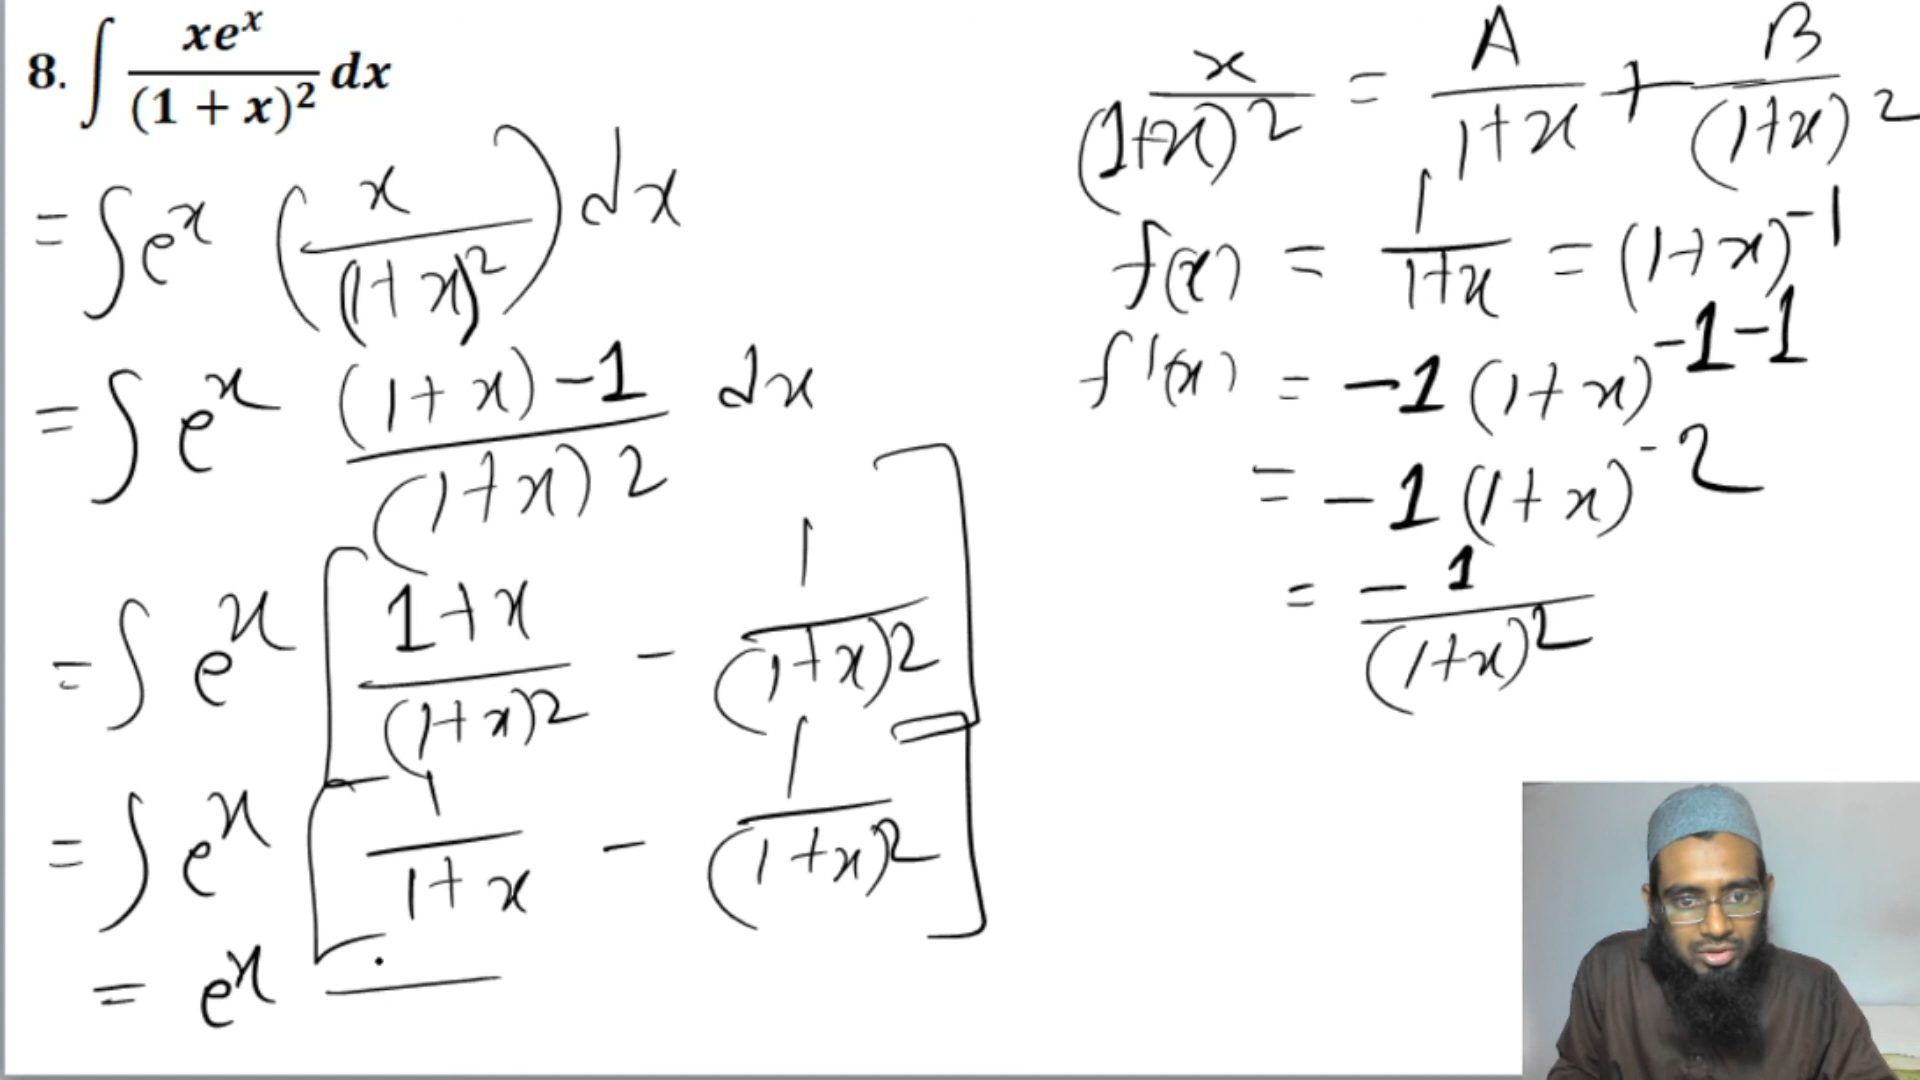 8. ∫ xe^x / (1 + x)^2 dx
= ∫ e^x ( x / (1+x)^2 ) dx
= ∫ e^x (1+x) -1 / (1+x)^2 dx
= ∫ e^x [ 1+x / (1+x)^2 - 1 / (1+x)^2 ]
= ∫ e^x [ 1 / 1+x - 1 / (1+x)^2 ]
= e^x
x / (1+x)^2 = A / 1+x + B / (1+x)^2
f(x) = 1 / 1+x = (1+x)^-1
f'(x) = -1 (1+x)^-1-1
= -1 (1+x)^-2
= -1 / (1+x)^2